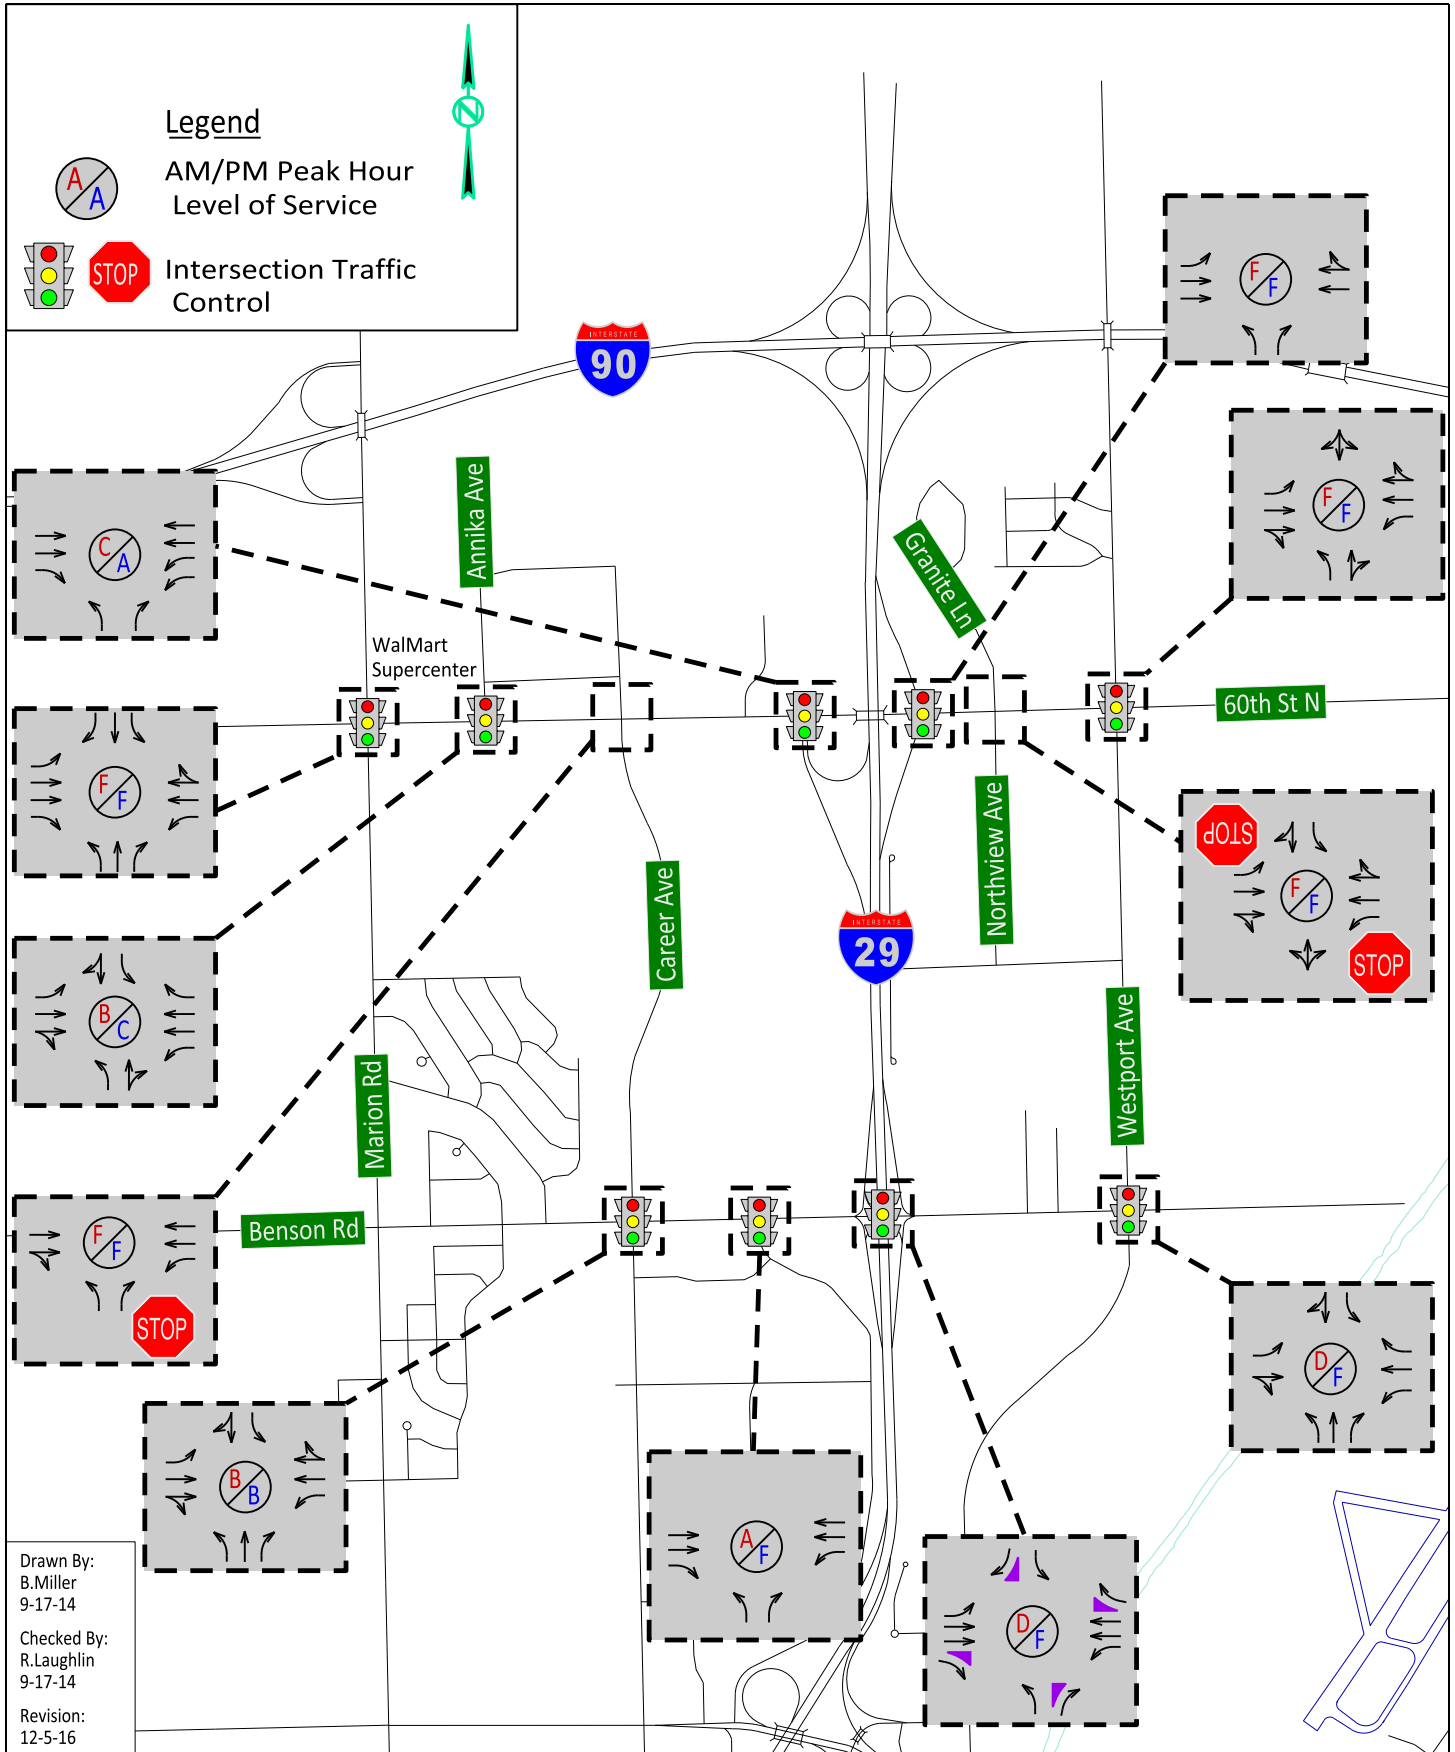 Legend
A
A
AM/PM Peak Hour
Level of Service
STOP
Intersection Traffic
Control
INTERSTATE
90
F
F
F
F
C
A
Annika Ave
Granite Ln
WalMart
Supercenter
60th St N
F
F
Northview Ave
STOP
F
F
STOP
Career Ave
INTERSTATE
29
B
C
Marion Rd
Westport Ave
F
F
STOP
Benson Rd
D
F
B
B
A
F
D
F
Drawn By:
B.Miller
9-17-14
Checked By:
R.Laughlin
9-17-14
Revision:
12-5-16